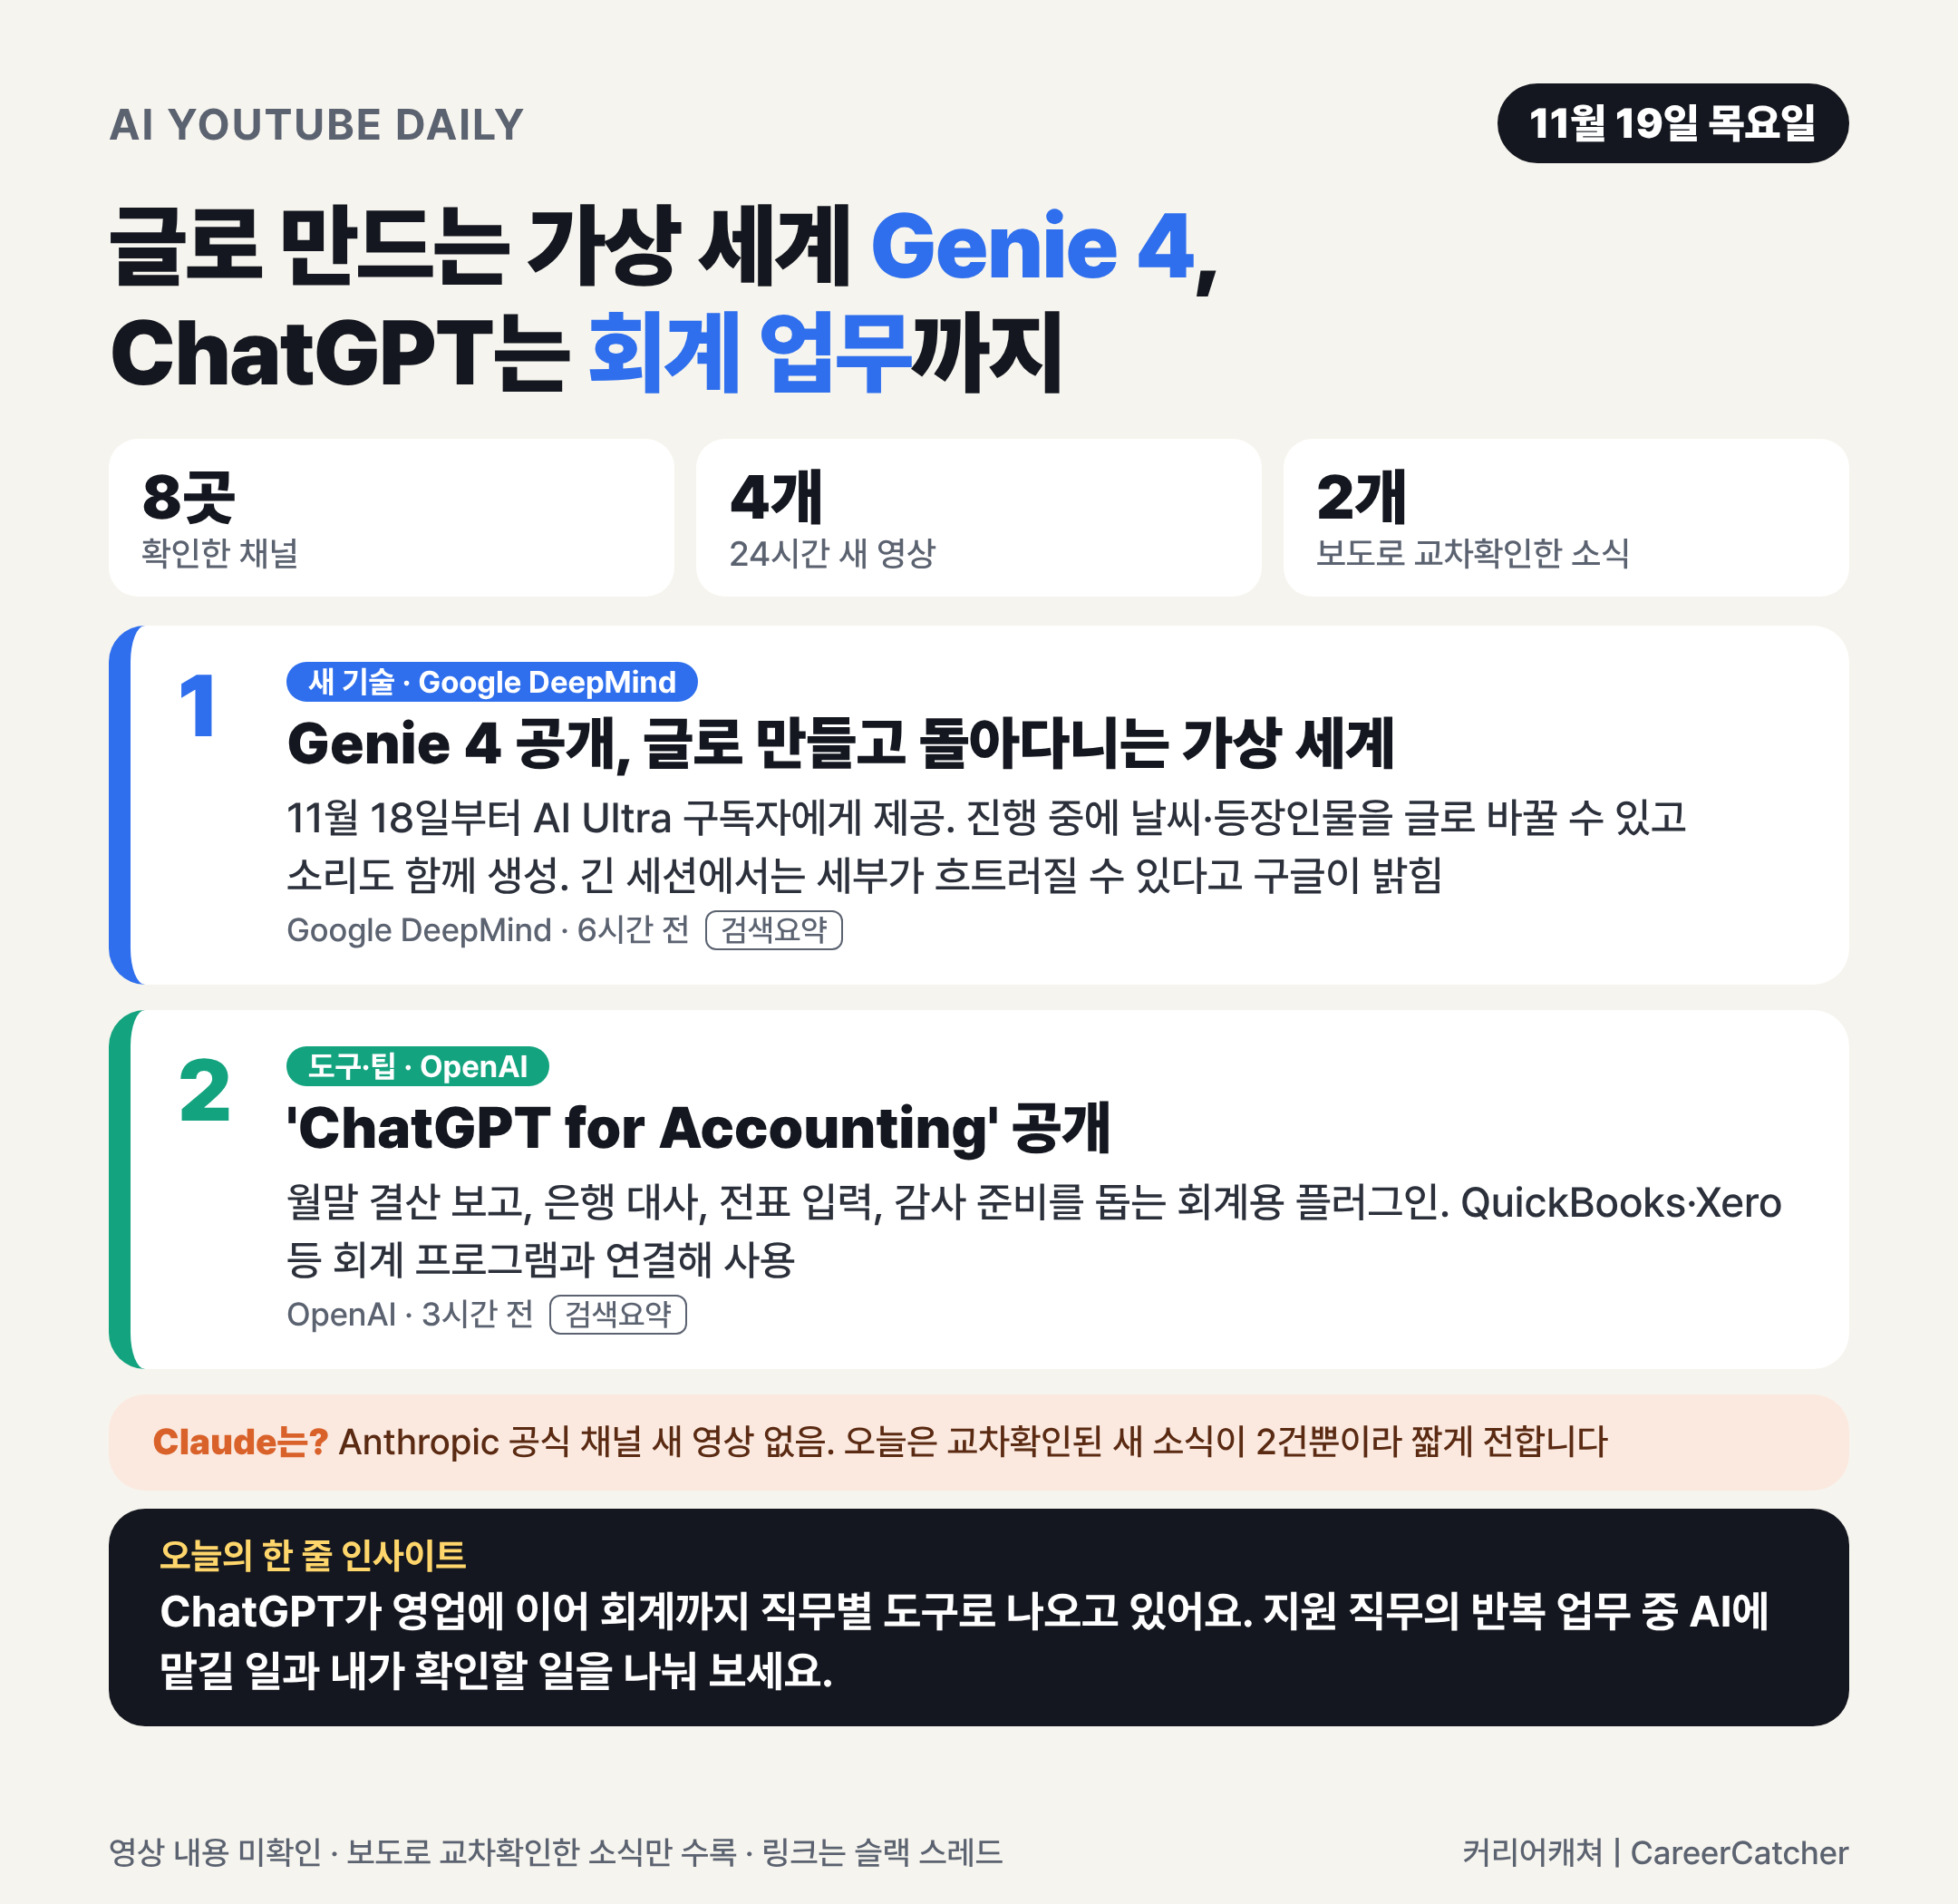 AI YOUTUBE DAILY
11월 19일 목요일
글로 만드는 가상 세계 Genie 4,
ChatGPT는 회계 업무까지
8곳
확인한 채널
4개
24시간 새 영상
2개
보도로 교차확인한 소식
1
새 기술 · Google DeepMind
Genie 4 공개, 글로 만들고 돌아다니는 가상 세계
11월 18일부터 AI Ultra 구독자에게 제공. 진행 중에 날씨·등장인물을 글로 바꿀 수 있고
소리도 함께 생성. 긴 세션에서는 세부가 흐트러질 수 있다고 구글이 밝힘
Google DeepMind · 6시간 전 검색요약
2
도구·팁 · OpenAI
'ChatGPT for Accounting' 공개
월말 결산 보고, 은행 대사, 전표 입력, 감사 준비를 돕는 회계용 플러그인. QuickBooks·Xero
등 회계 프로그램과 연결해 사용
OpenAI · 3시간 전 검색요약
Claude는? Anthropic 공식 채널 새 영상 없음. 오늘은 교차확인된 새 소식이 2건뿐이라 짧게 전합니다
오늘의 한 줄 인사이트
ChatGPT가 영업에 이어 회계까지 직무별 도구로 나오고 있어요. 지원 직무의 반복 업무 중 AI에
맡길 일과 내가 확인할 일을 나눠 보세요.
영상 내용 미확인 · 보도로 교차확인한 소식만 수록 · 링크는 슬랙 스레드
커리어캐쳐 | CareerCatcher